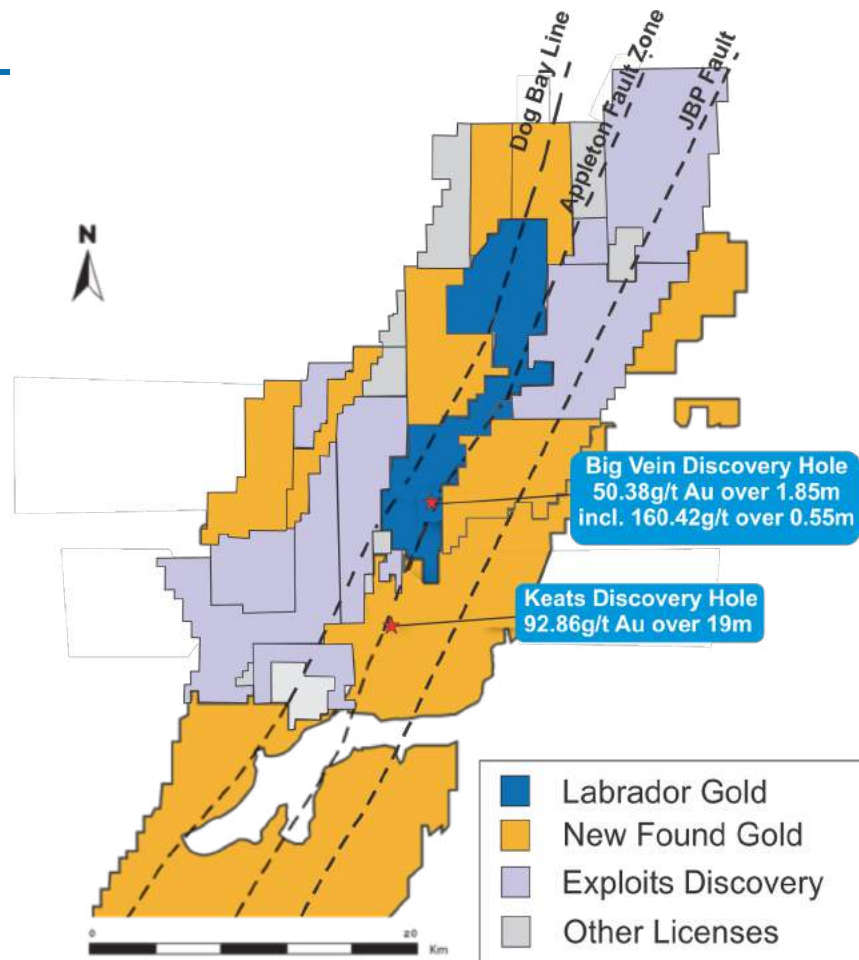 Dog Bay Line
Appleton Fault Zone
JBP Fault
N
Big Vein Discovery Hole
50.38g/t Au over 1.85m
incl. 160.42g/t over 0.55m
Keats Discovery Hole
92.86g/t Au over 19m
Labrador Gold
New Found Gold
Exploits Discovery
Other Licenses
0 20
Km